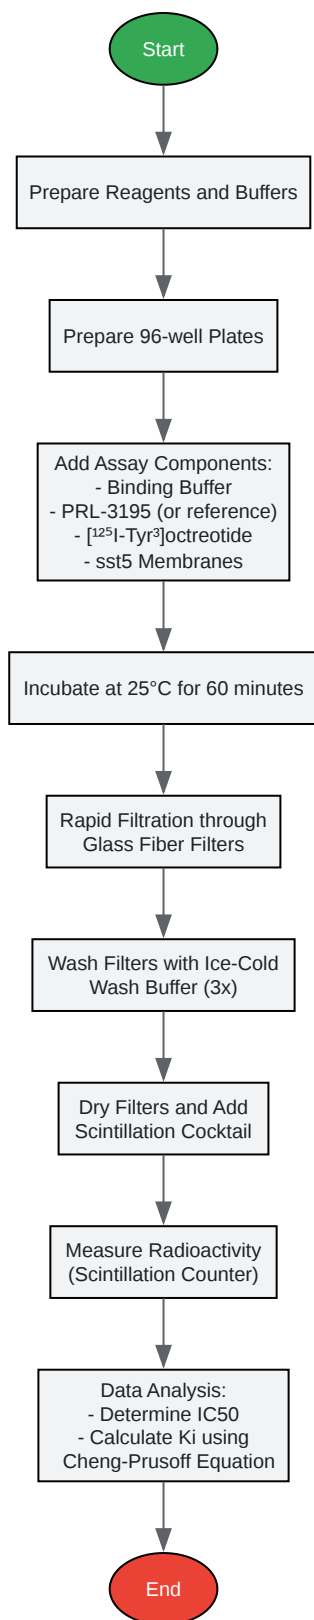 Start
Prepare Reagents and Buffers
Prepare 96-well Plates
Add Assay Components:
- Binding Buffer
- PRL-3195 (or reference)
- [¹²⁵I-Tyr³]octreotide
- sst5 Membranes
Incubate at 25°C for 60 minutes
Rapid Filtration through
Glass Fiber Filters
Wash Filters with Ice-Cold
Wash Buffer (3x)
Dry Filters and Add
Scintillation Cocktail
Measure Radioactivity
(Scintillation Counter)
Data Analysis:
- Determine IC50
- Calculate Ki using
Cheng-Prusoff Equation
End